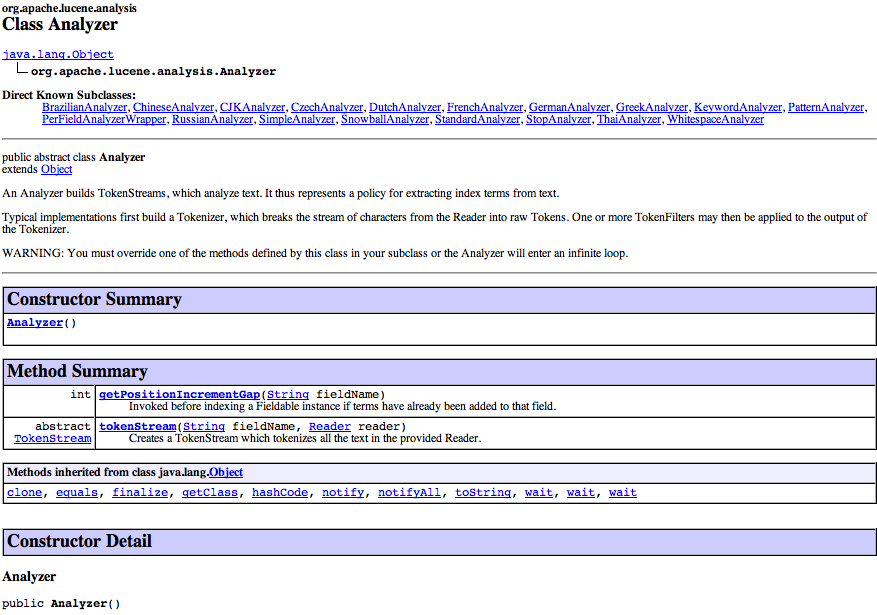 org.apache.lucene.analysis
Class Analyzer
java.lang.Object
org.apache.lucene.analysis.Analyzer
Direct Known Subclasses:
BrazilianAnalyzer, ChineseAnalyzer, CJKAnalyzer, CzechAnalyzer, DutchAnalyzer, FrenchAnalyzer, GermanAnalyzer, GreekAnalyzer, KeywordAnalyzer, PatternAnalyzer,
PerFieldAnalyzerWrapper, RussianAnalyzer, SimpleAnalyzer, SnowballAnalyzer, StandardAnalyzer, StopAnalyzer, ThaiAnalyzer, WhitespaceAnalyzer
public abstract class Analyzer
extends Object
An Analyzer builds TokenStreams, which analyze text. It thus represents a policy for extracting index terms from text.
Typical implementations first build a Tokenizer, which breaks the stream of characters from the Reader into raw Tokens. One or more TokenFilters may then be applied to the output of
the Tokenizer.
WARNING: You must override one of the methods defined by this class in your subclass or the Analyzer will enter an infinite loop.
Constructor Summary
Analyzer()
Method Summary
int getPositionIncrementGap(String fieldName)
Invoked before indexing a Fieldable instance if terms have already been added to that field.
abstract tokenStream(String fieldName, Reader reader)
TokenStream Creates a TokenStream which tokenizes all the text in the provided Reader.
Methods inherited from class java.lang.Object
clone, equals, finalize, getClass, hashCode, notify, notifyAll, toString, wait, wait, wait
Constructor Detail
Analyzer
public Analyzer()